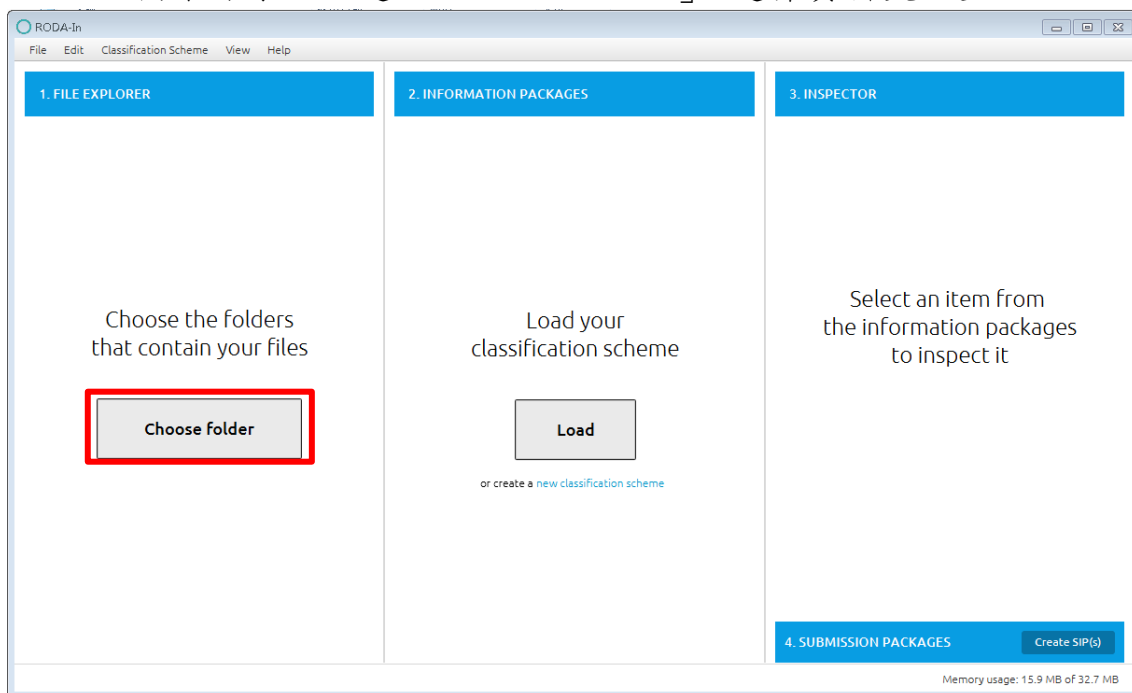 RODA-In
File Edit Classification Scheme View Help
1. FILE EXPLORER
2. INFORMATION PACKAGES
3. INSPECTOR
Choose the folders
that contain your files
Choose folder
Load your
classification scheme
Load
or create a new classification scheme
Select an item from
the information packages
to inspect it
4. SUBMISSION PACKAGES
Create SIP(s)
Memory usage: 15.9 MB of 32.7 MB